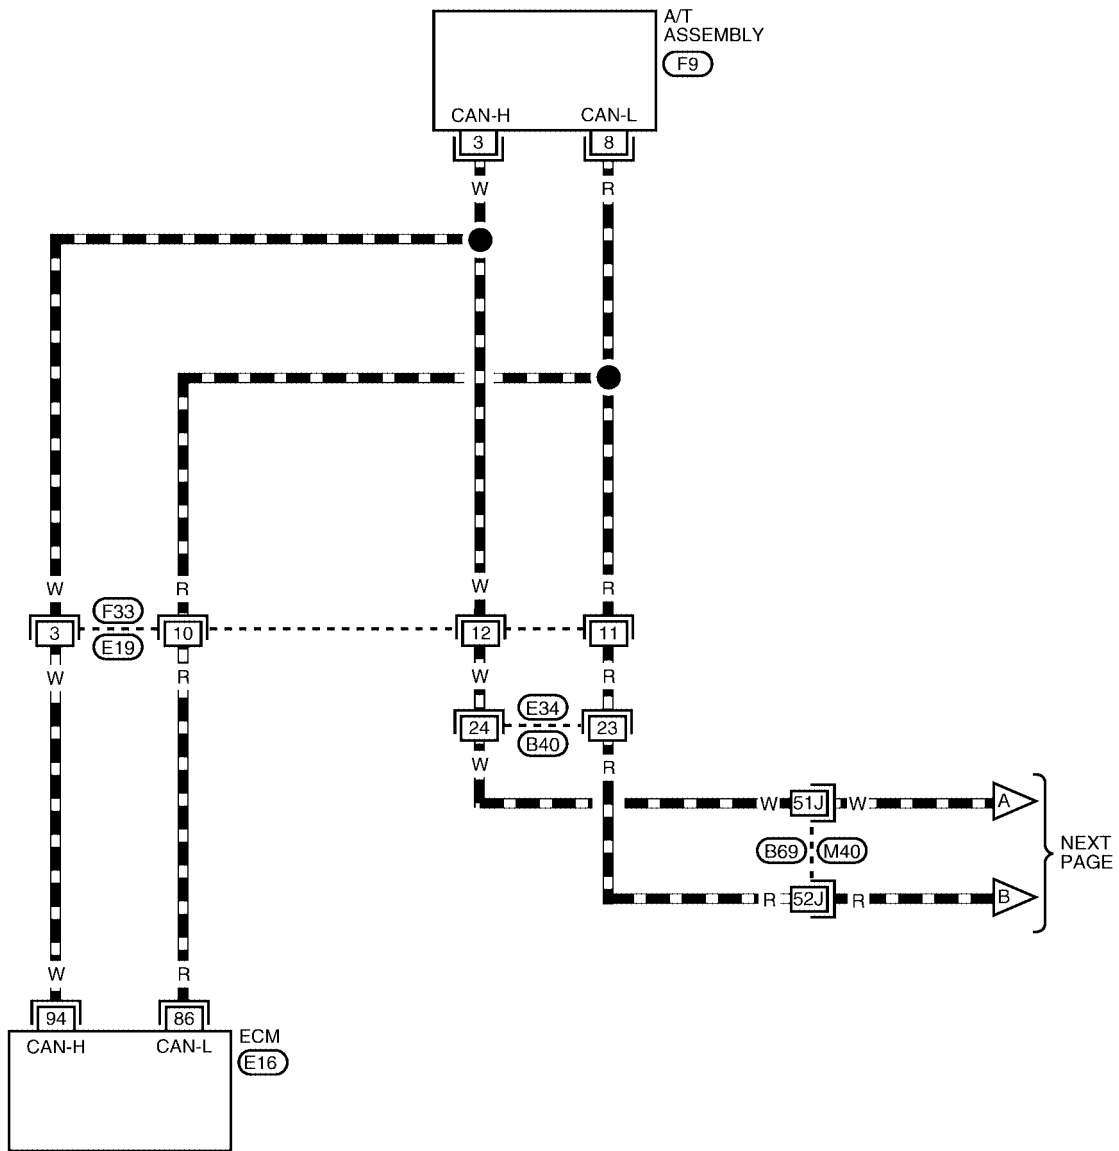 A/T
ASSEMBLY
F9
CAN-H CAN-L
3 8
W R
W R W R
3 F33 10 12 11
E19
W R W R
24 E34 23
B40
W R
W 51J W A
B69 M40
NEXT
PAGE
R 52J R B
W R
94 86
CAN-H CAN-L
ECM
E16